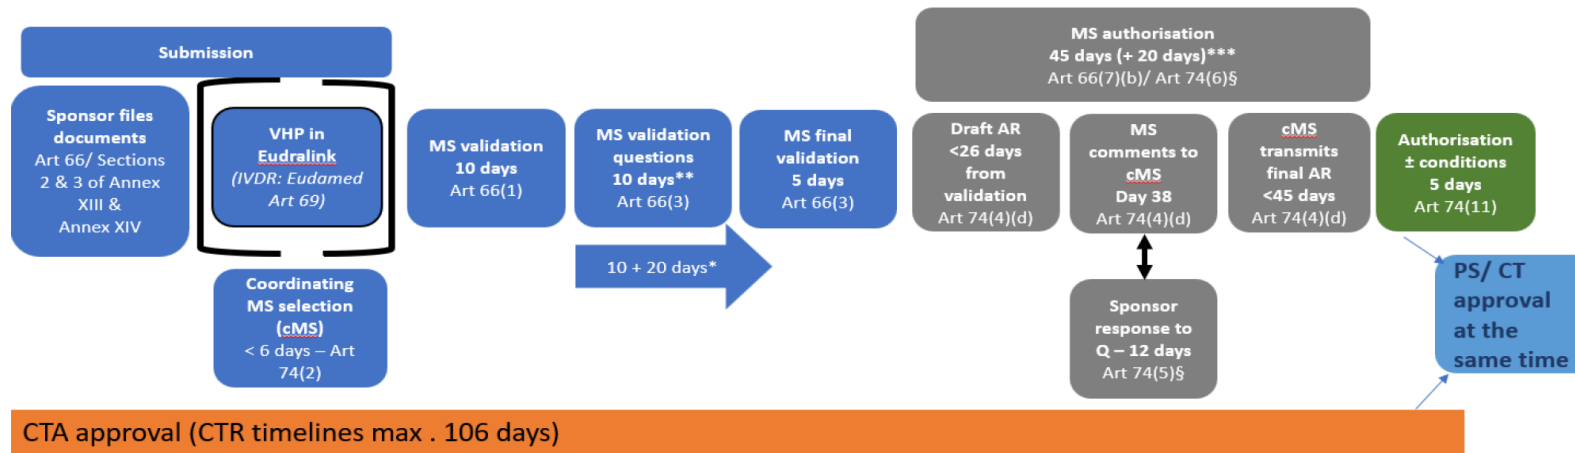 Submission
Sponsor files
documents
Art 66/ Sections
2 & 3 of Annex
XIII &
Annex XIV
VHP in
Eudralink
(IVDR: Eudamed
Art 69)
Coordinating
MS selection
(cMS)
< 6 days – Art
74(2)
MS validation
10 days
Art 66(1)
MS validation
questions
10 days**
Art 66(3)
MS final
validation
5 days
Art 66(3)
10 + 20 days*
MS authorisation
45 days (+ 20 days)***
Art 66(7)(b)/ Art 74(6)§
Draft AR
<26 days
from
validation
Art 74(4)(d)
MS
comments to
cMS
Day 38
Art 74(4)(d)
Sponsor
response to
Q – 12 days
Art 74(5)§
cMS
transmits
final AR
<45 days
Art 74(4)(d)
Authorisation
± conditions
5 days
Art 74(11)
PS/ CT
approval
at the
same time
CTA approval (CTR timelines max . 106 days)